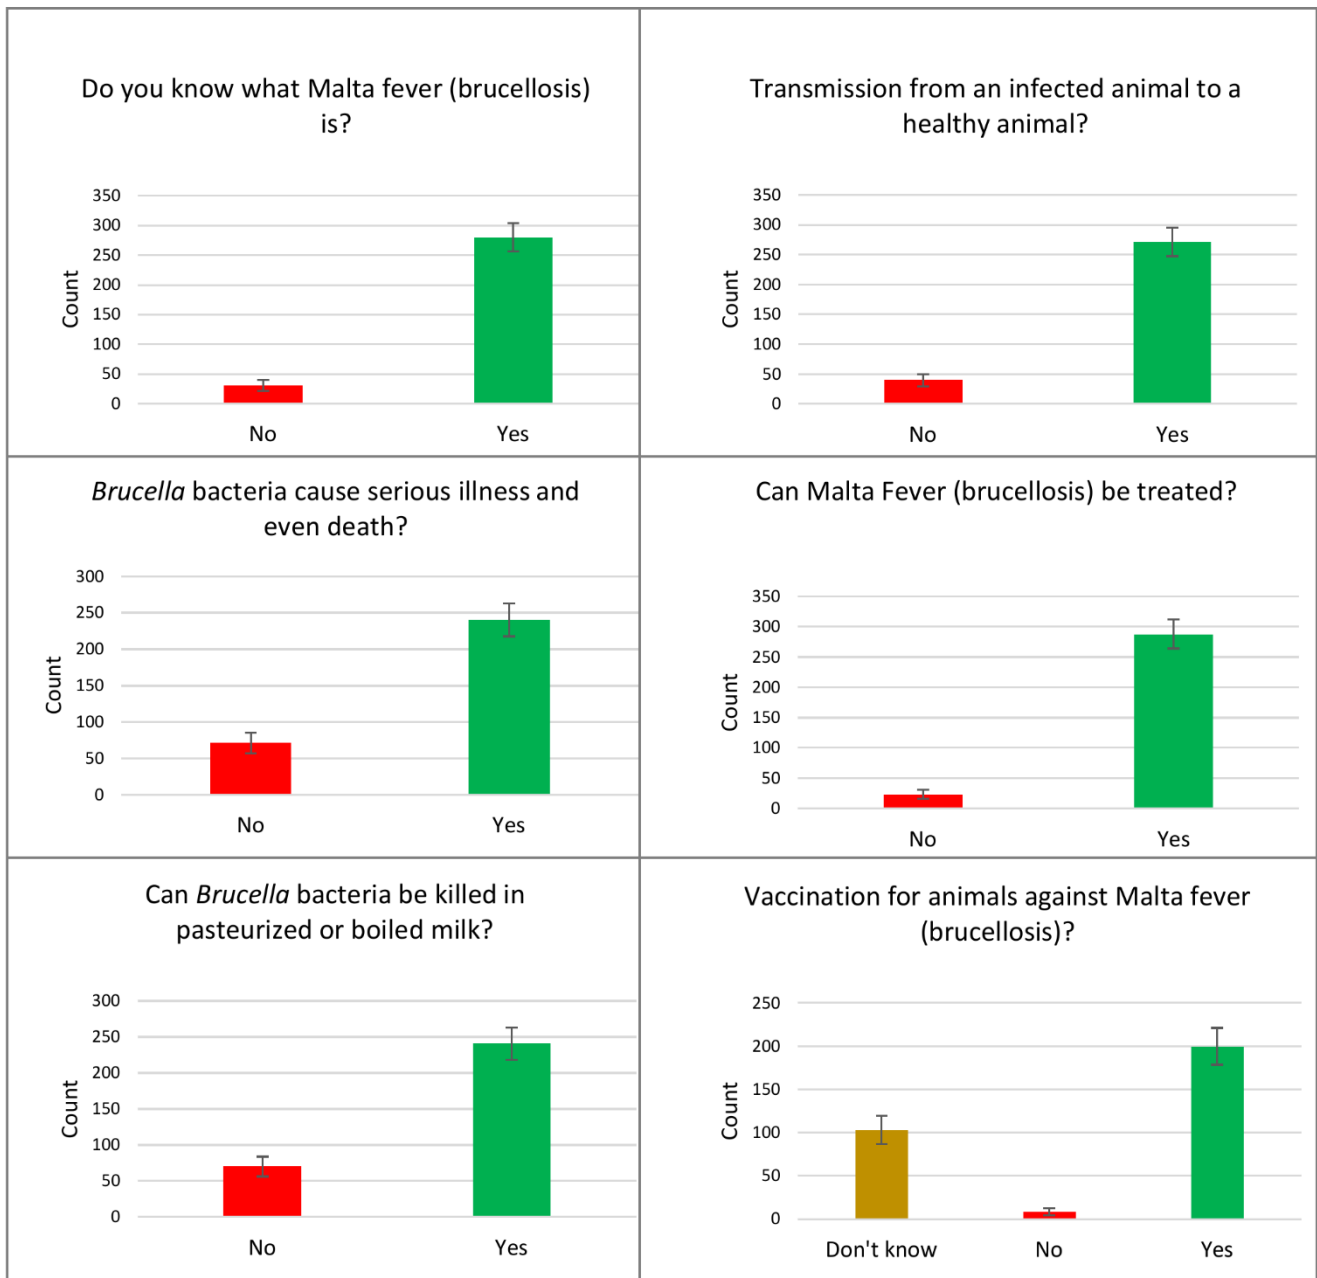 Do you know what Malta fever (brucellosis)
is?
Count
350
300
250
200
150
100
50
0
No Yes
Transmission from an infected animal to a
healthy animal?
Count
350
300
250
200
150
100
50
0
No Yes
Brucella bacteria cause serious illness and
even death?
Count
300
250
200
150
100
50
0
No Yes
Can Malta Fever (brucellosis) be treated?
Count
350
300
250
200
150
100
50
0
No Yes
Can Brucella bacteria be killed in
pasteurized or boiled milk?
Count
300
250
200
150
100
50
0
No Yes
Vaccination for animals against Malta fever
(brucellosis)?
Count
250
200
150
100
50
0
Don't know No Yes